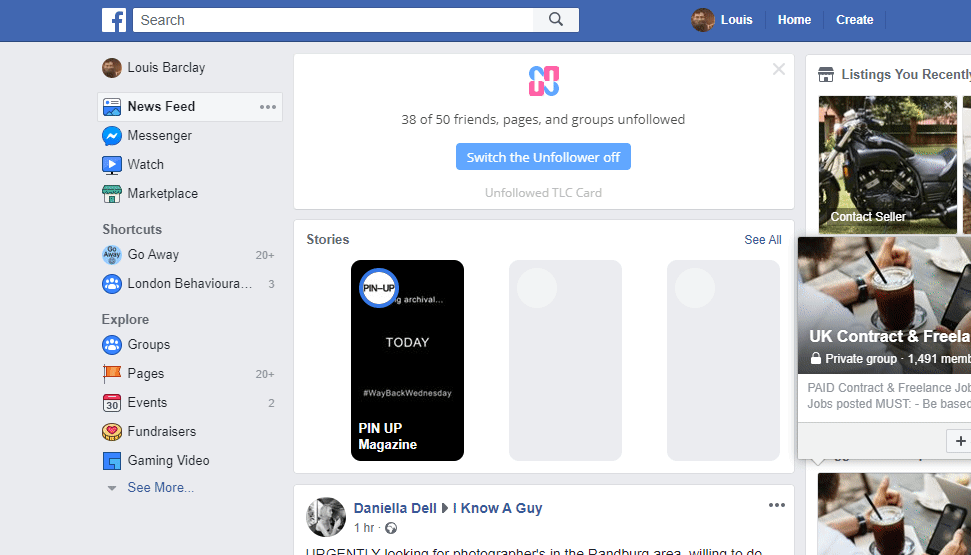 Search
Louis
Home
Create
Louis Barclay
News Feed
Messenger
Watch
Marketplace
Shortcuts
Go Away
Go Away 20+
London Behavioura... 3
Explore
Groups
Pages 20+
30
Events 2
Fundraisers
Gaming Video
See More...
38 of 50 friends, pages, and groups unfollowed
Switch the Unfollower off
Unfollowed TLC Card
Stories
See All
PIN-UP
g archival...
TODAY
#WayBackWednesday
PIN UP
Magazine
Daniella Dell I Know A Guy
1 hr ·
URGENTLY looking for photographer's in the Randburg area, willing to do
Listings You Recently
Contact Seller
UK Contract & Freela
Private group · 1,491 memb
PAID Contract & Freelance Job
Jobs posted MUST: - Be based